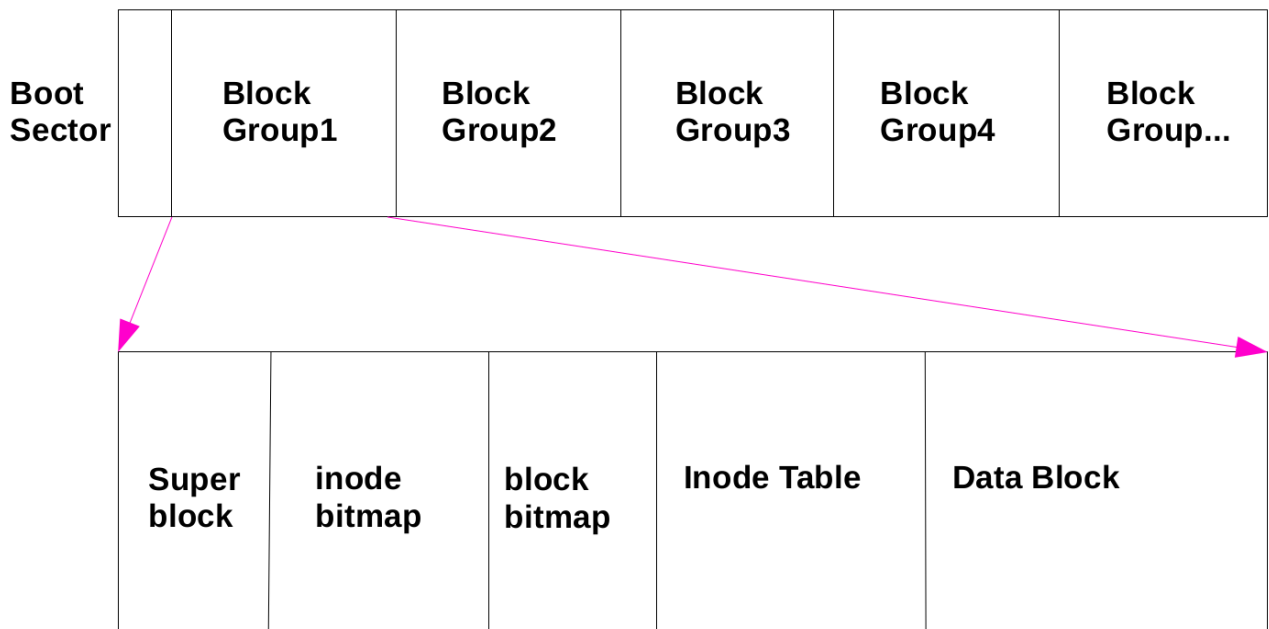 Boot
Sector
Block
Group1
Block
Group2
Block
Group3
Block
Group4
Block
Group...
Super
block
inode
bitmap
block
bitmap
Inode Table
Data Block